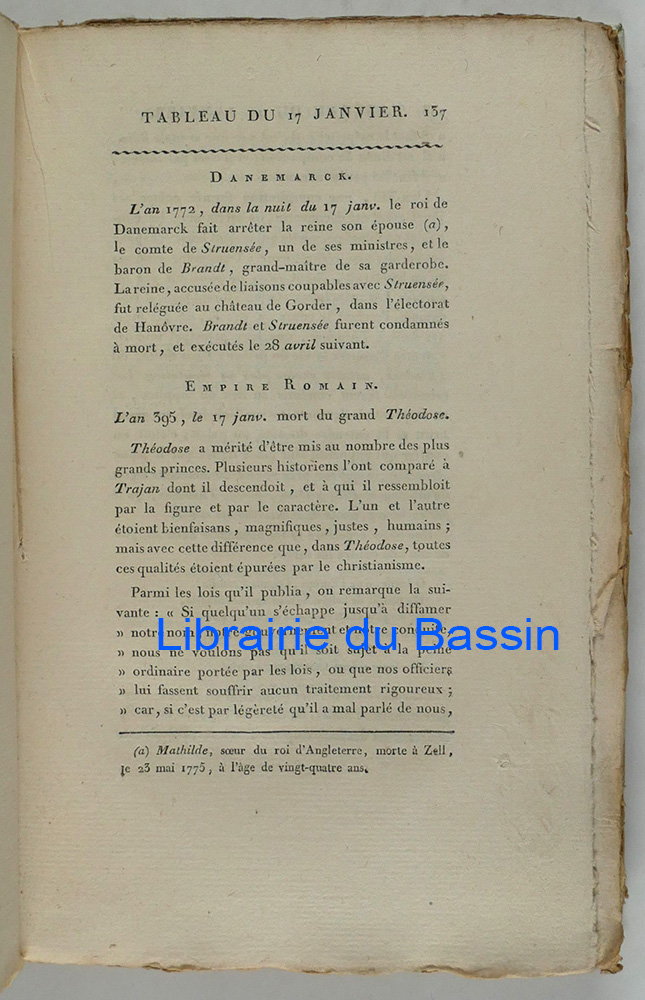 TABLEAU DU 17 JANVIER. 137
DANEMARCK.
L'an 1772, dans la nuit du 17 janv. le roi de
Danemarck fait arrêter la reine son épouse (a),
le comte de Struensée, un de ses ministres, et le
baron de Brandt, grand-maître de sa garderobe.
La reine, accusée de liaisons coupables avec Struensée,
fut reléguée au château de Gorder, dans l'électorat
de Hanôvre. Brandt et Struensée furent condamnés
à mort, et exécutés le 28 avril suivant.
EMPIRE ROMAIN.
L'an 395, le 17 janv. mort du grand Théodose.
Théodose a mérité d'être mis au nombre des plus
grands princes. Plusieurs historiens l'ont comparé à
Trajan dont il descendoit, et à qui il ressembloit
par la figure et par le caractère. L'un et l'autre
étoient bienfaisans, magnifiques, justes, humains;
mais avec cette différence que, dans Théodose, toutes
ces qualités étoient épurées par le christianisme.
Parmi les lois qu'il publia, on remarque la sui-
vante : « Si quelqu'un s'échappe jusqu'à diffamer
» notre nom, notre gouvernement et notre conduite,
Librairie du Bassin
» nous ne voulons pas qu'il soit sujet à la peine
» ordinaire portée par les lois, ou que nos officiers
» lui fassent souffrir aucun traitement rigoureux;
» car, si c'est par légèreté qu'il a mal parlé de nous,
(a) Mathilde, sœur du roi d'Angleterre, morte à Zell,
le 23 mai 1775, à l'âge de vingt-quatre ans.